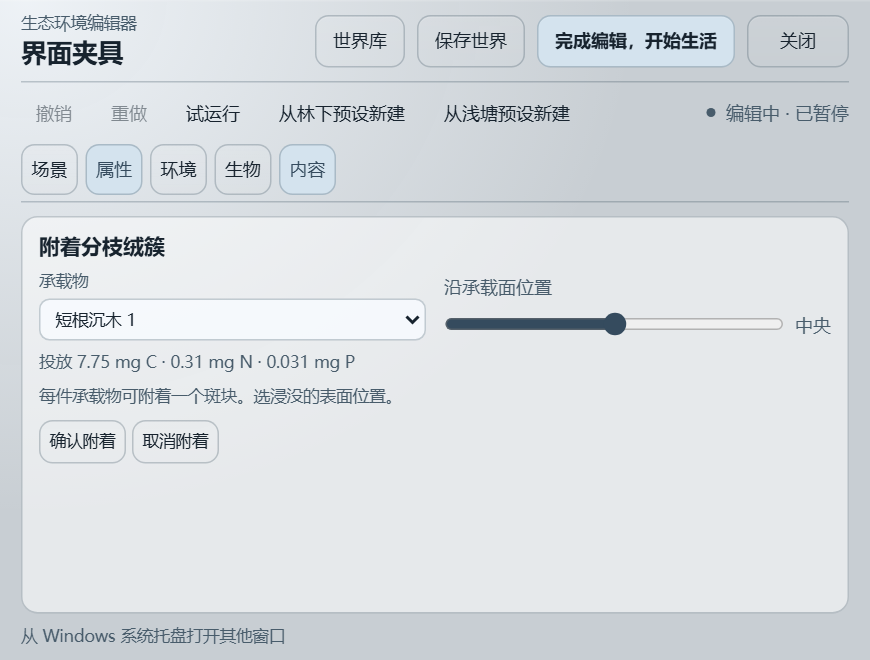 生态环境编辑器
界面夹具
世界库 保存世界 完成编辑，开始生活 关闭
撤销 重做 试运行 从林下预设新建 从浅塘预设新建 编辑中 · 已暂停
场景 属性 环境 生物 内容
附着分枝绒簇
承载物
短根沉木 1
沿承载面位置
中央
投放 7.75 mg C · 0.31 mg N · 0.031 mg P
每件承载物可附着一个斑块。选浸没的表面位置。
确认附着 取消附着
从 Windows 系统托盘打开其他窗口